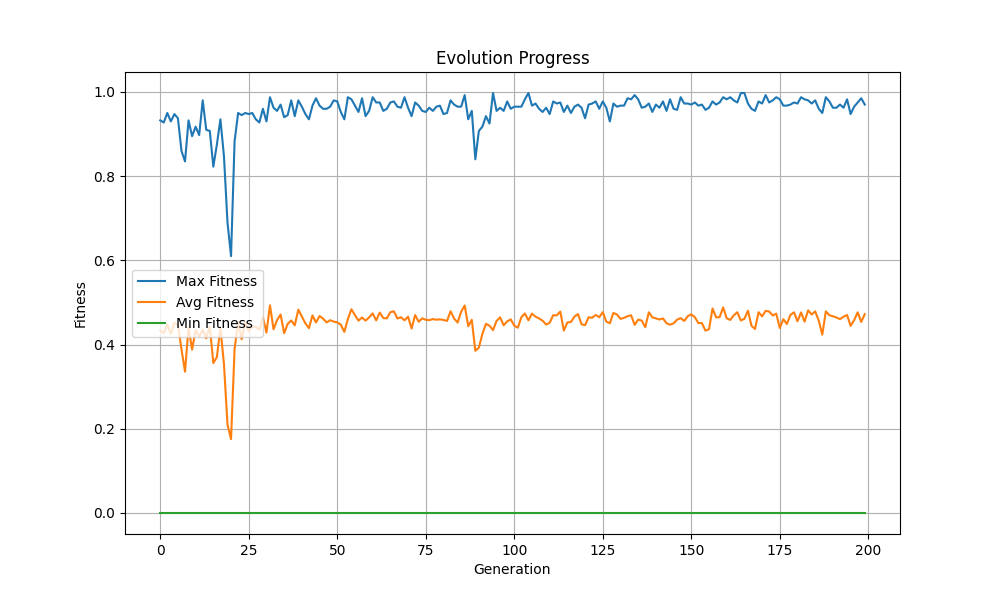 Evolution Progress
1.0
0.8
0.6
0.4
0.2
0.0
Fitness
Max Fitness
Avg Fitness
Min Fitness
0 25 50 75 100 125 150 175 200
Generation